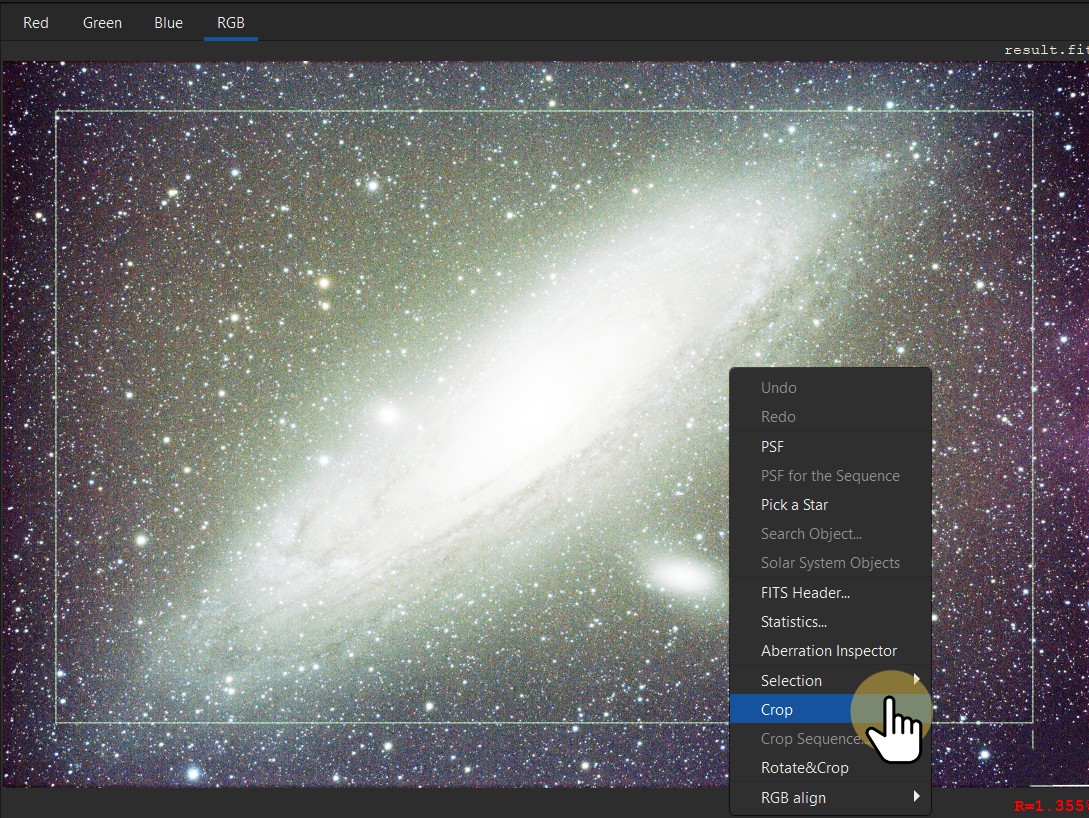 Red Green Blue RGB
result.fit
Undo
Redo
PSF
PSF for the Sequence
Pick a Star
Search Object...
Solar System Objects
FITS Header...
Statistics...
Aberration Inspector
Selection
Crop
Crop Sequence
Rotate&Crop
RGB align
R=1.355